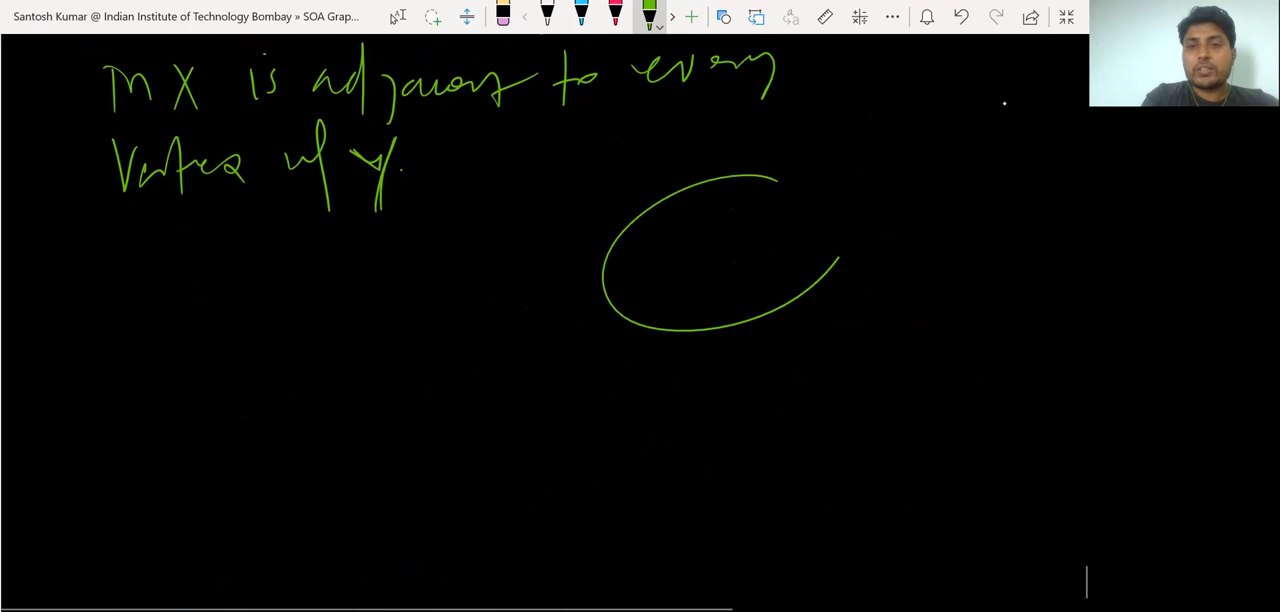 Santosh Kumar @ Indian Institute of Technology Bombay » SOA Grap...
in X is adjacent to every
Vertex of Y.